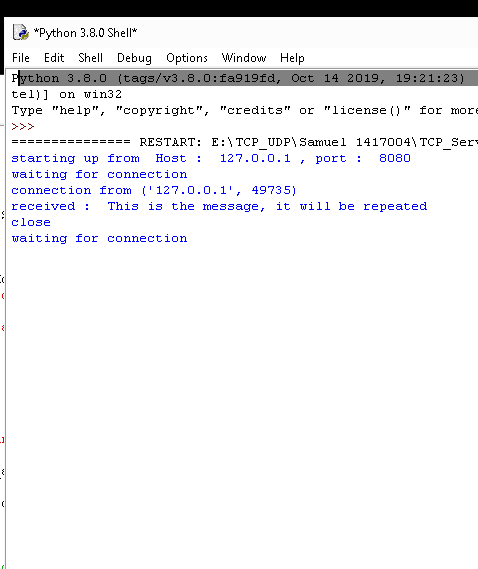 *Python 3.8.0 Shell*
File Edit Shell Debug Options Window Help
Python 3.8.0 (tags/v3.8.0:fa919fd, Oct 14 2019, 19:21:23)
tel)] on win32
Type "help", "copyright", "credits" or "license()" for more
>>>
=============== RESTART: E:\TCP_UDP\Samuel 1417004\TCP_Serv
starting up from  Host :  127.0.0.1 , port :  8080
waiting for connection
connection from ('127.0.0.1', 49735)
received :  This is the message, it will be repeated
close
waiting for connection